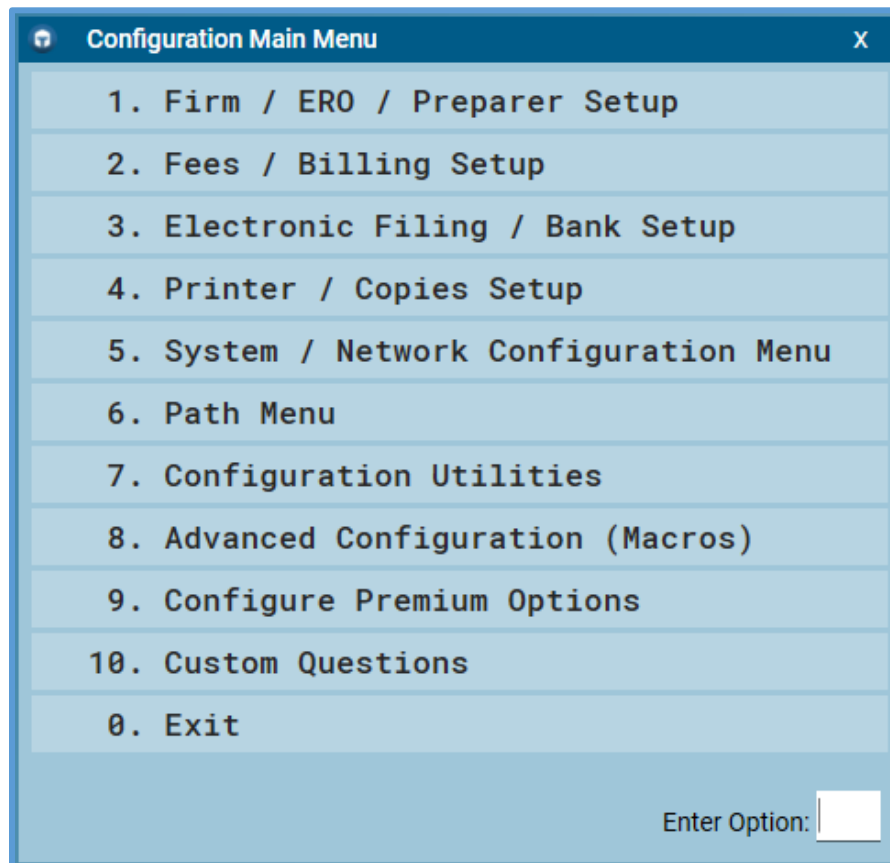 Configuration Main Menu X
1. Firm / ERO / Preparer Setup
2. Fees / Billing Setup
3. Electronic Filing / Bank Setup
4. Printer / Copies Setup
5. System / Network Configuration Menu
6. Path Menu
7. Configuration Utilities
8. Advanced Configuration (Macros)
9. Configure Premium Options
10. Custom Questions
0. Exit
Enter Option: